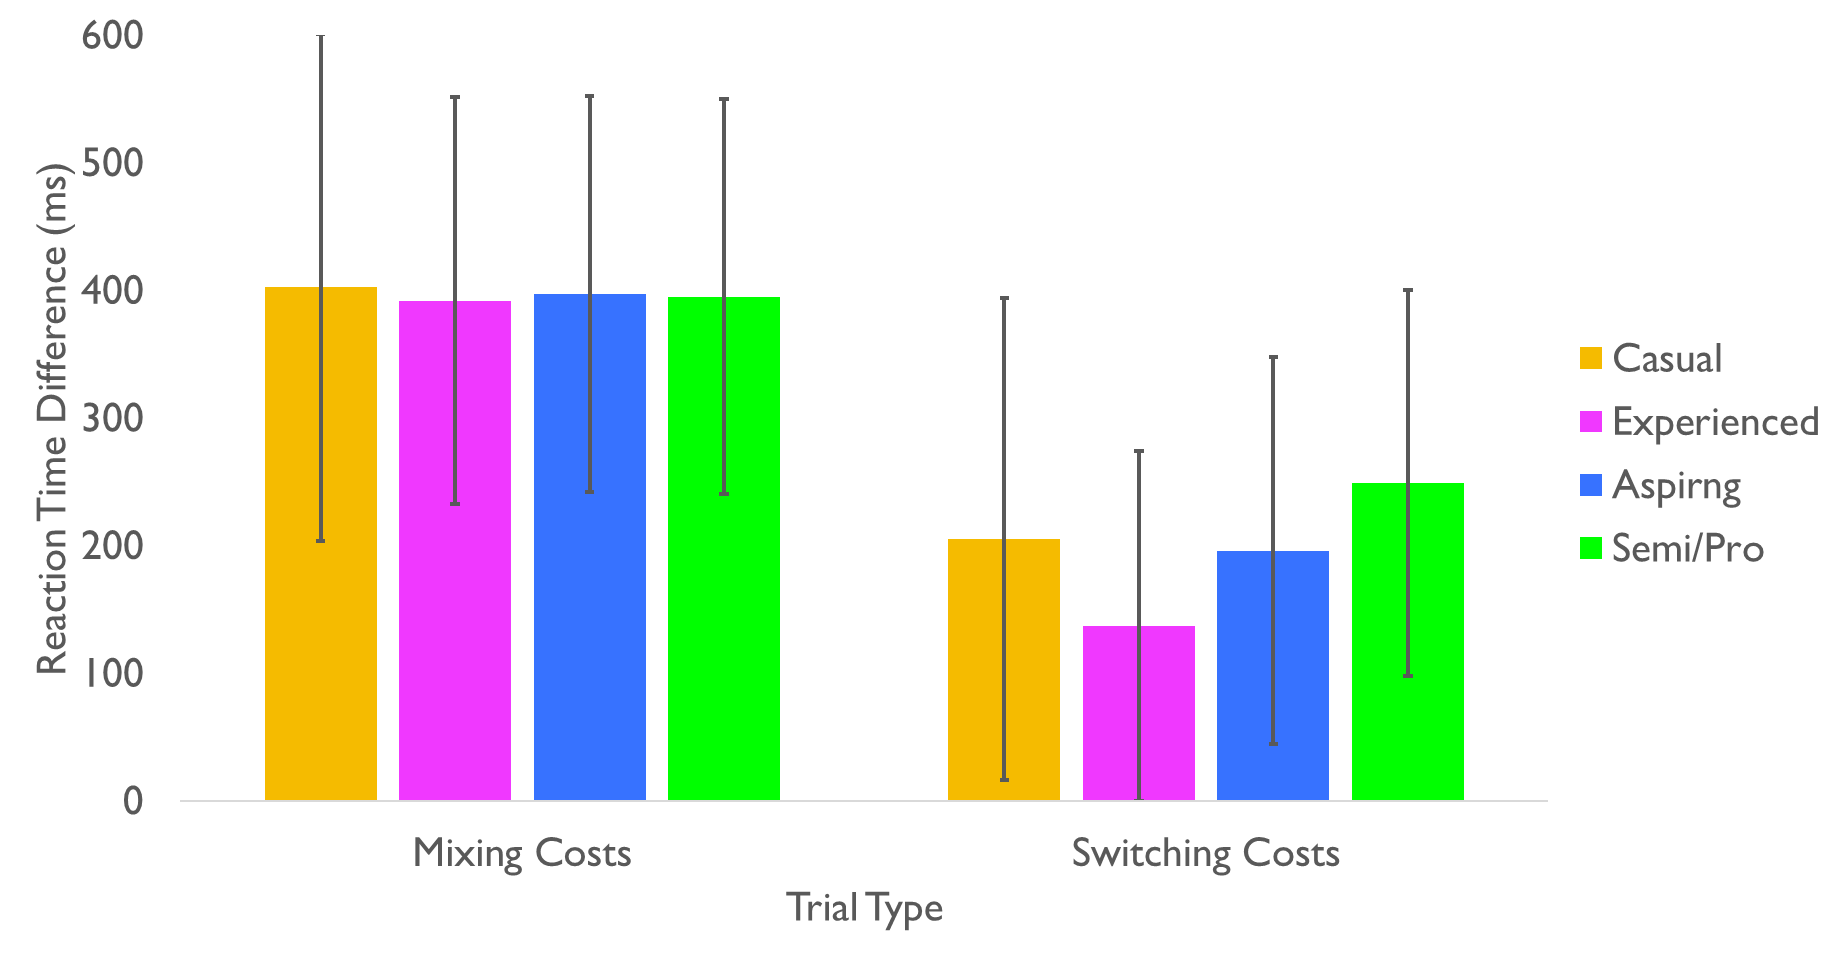 600
500
400
300
200
100
0
Reaction Time Difference (ms)
Mixing Costs
Switching Costs
Trial Type
Casual
Experienced
Aspirng
Semi/Pro